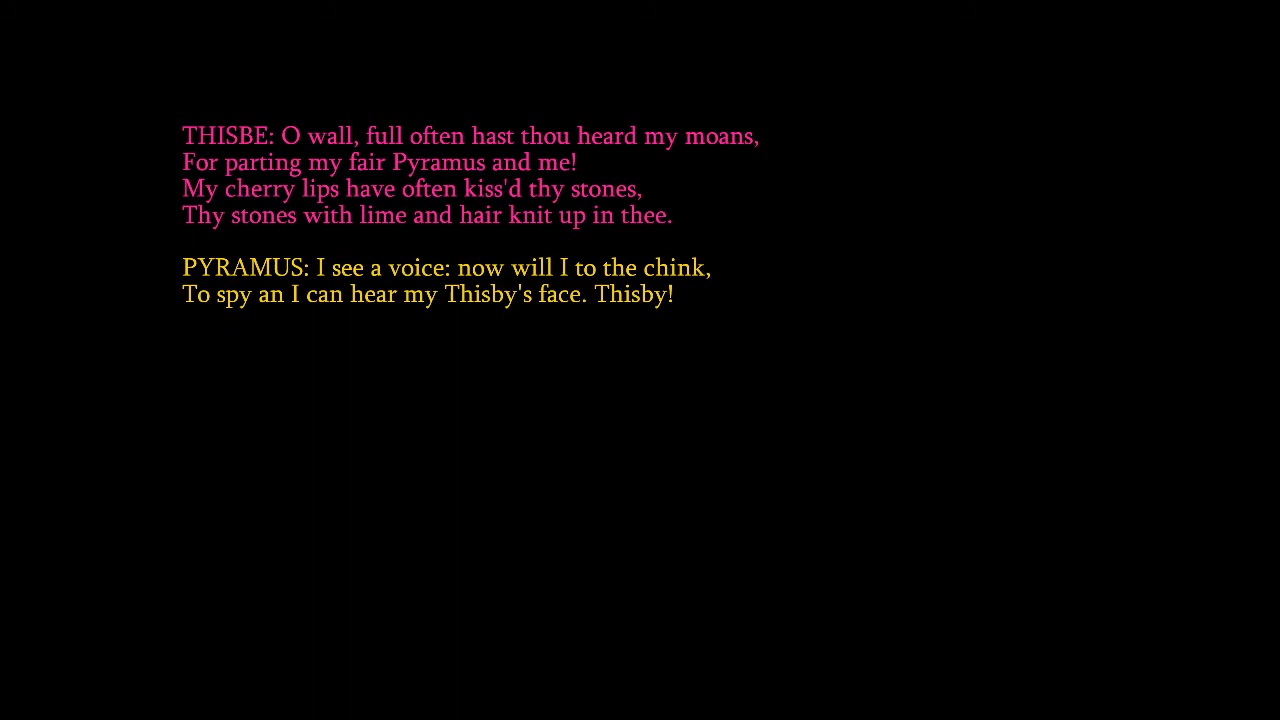 THISBE: O wall, full often hast thou heard my moans,
For parting my fair Pyramus and me!
My cherry lips have often kiss'd thy stones,
Thy stones with lime and hair knit up in thee.
PYRAMUS: I see a voice: now will I to the chink,
To spy an I can hear my Thisby's face. Thisby!